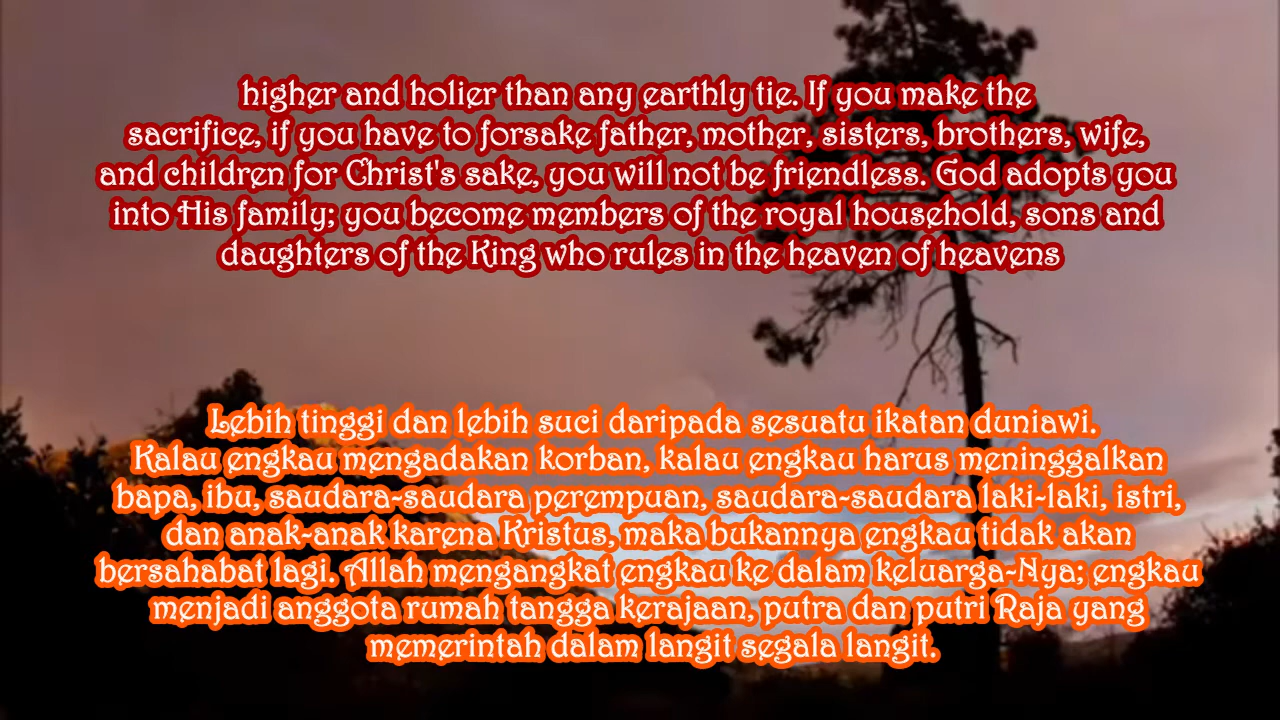 higher and holier than any earthly tie. If you make the
sacrifice, if you have to forsake father, mother, sisters, brothers, wife,
and children for Christ's sake, you will not be friendless. God adopts you
into His family; you become members of the royal household, sons and
daughters of the King who rules in the heaven of heavens
Lebih tinggi dan lebih suci daripada sesuatu ikatan duniawi.
Kalau engkau mengadakan korban, kalau engkau harus meninggalkan
bapa, ibu, saudara-saudara perempuan, saudara-saudara laki-laki, istri,
dan anak-anak karena Kristus, maka bukannya engkau tidak akan
bersahabat lagi. Allah mengangkat engkau ke dalam keluarga-Nya; engkau
menjadi anggota rumah tangga kerajaan, putra dan putri Raja yang
memerintah dalam langit segala langit.